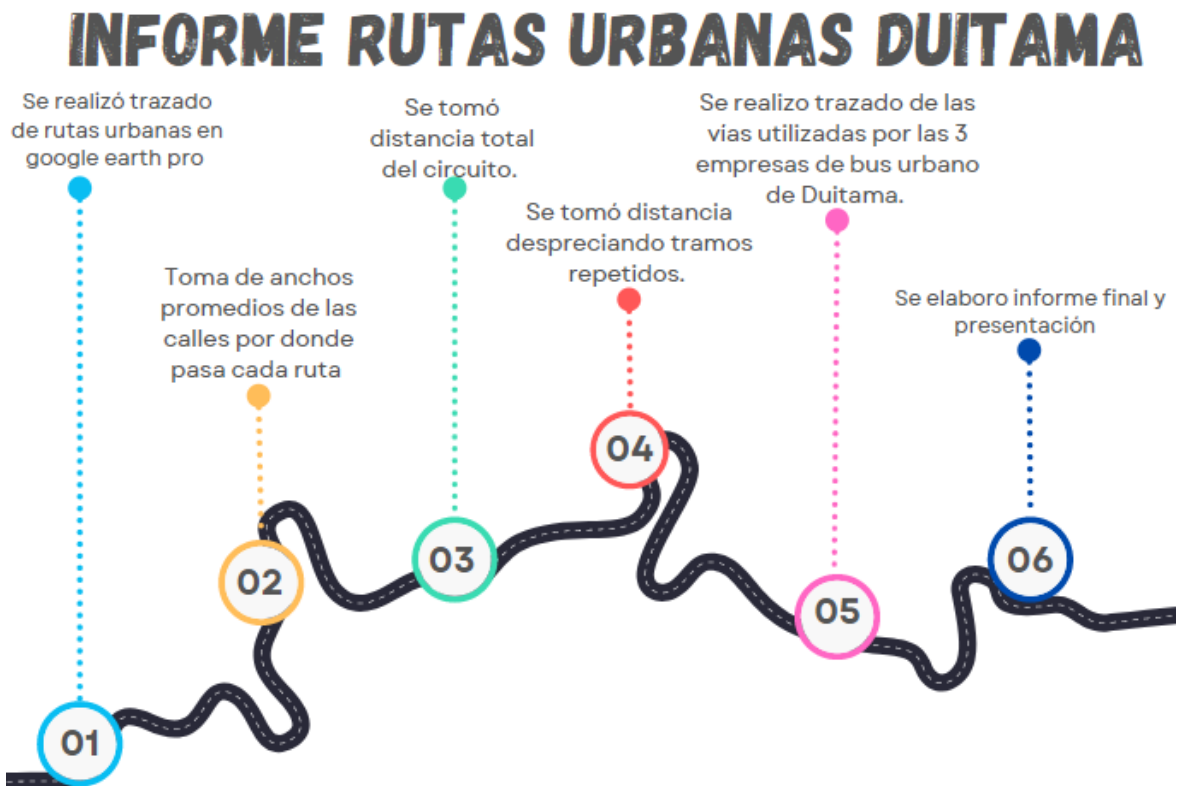 INFORME RUTAS URBANAS DUITAMA
Se realizó trazado
de rutas urbanas en
google earth pro
01
Toma de anchos
promedios de las
calles por donde
pasa cada ruta
02
Se tomó
distancia total
del circuito.
03
Se tomó distancia
despreciando tramos
repetidos.
04
Se realizo trazado de las
vias utilizadas por las 3
empresas de bus urbano
de Duitama.
05
Se elaboro informe final y
presentación
06